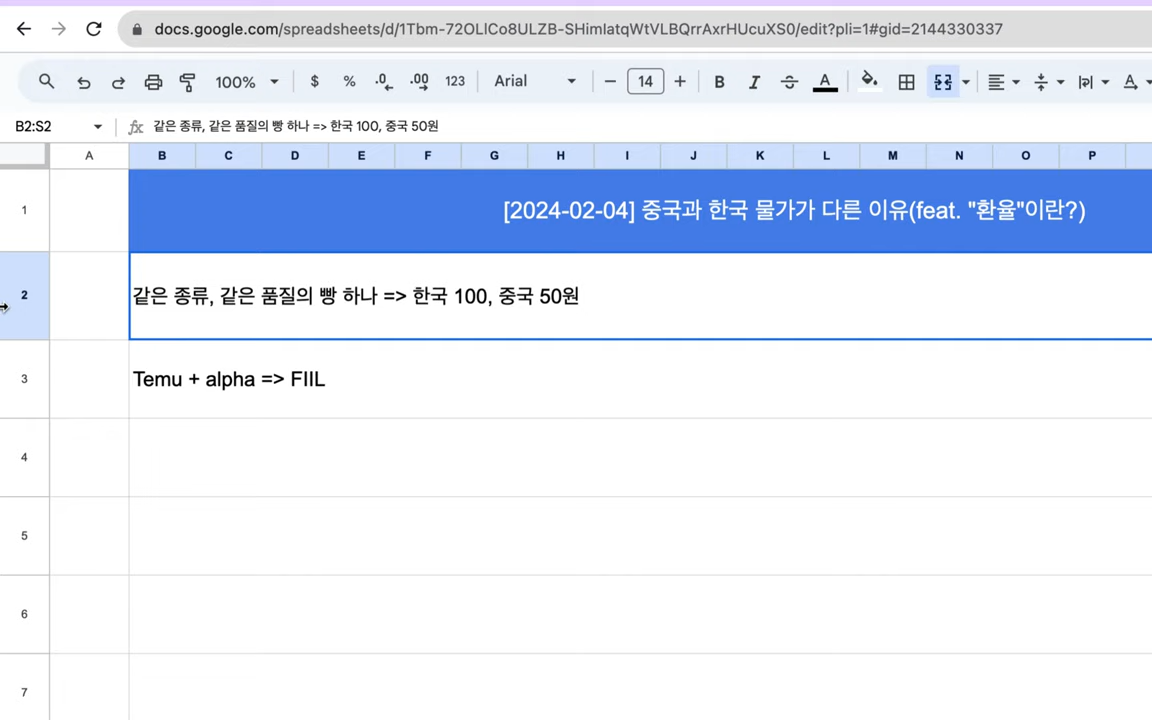 docs.google.com/spreadsheets/d/1Tbm-72OLICo8ULZB-SHimIatqWtVLBQrrAxrHUcuXS0/edit?pli=1#gid=2144330337
100% $ % .0 .00 123 Arial 14 B I S A A
B2:S2 fx 같은 종류, 같은 품질의 빵 하나 => 한국 100, 중국 50원
A B C D E F G H I J K L M N O P
1 [2024-02-04] 중국과 한국 물가가 다른 이유(feat. "환율"이란?)
2 같은 종류, 같은 품질의 빵 하나 => 한국 100, 중국 50원
3 Temu + alpha => FIIL
4
5
6
7